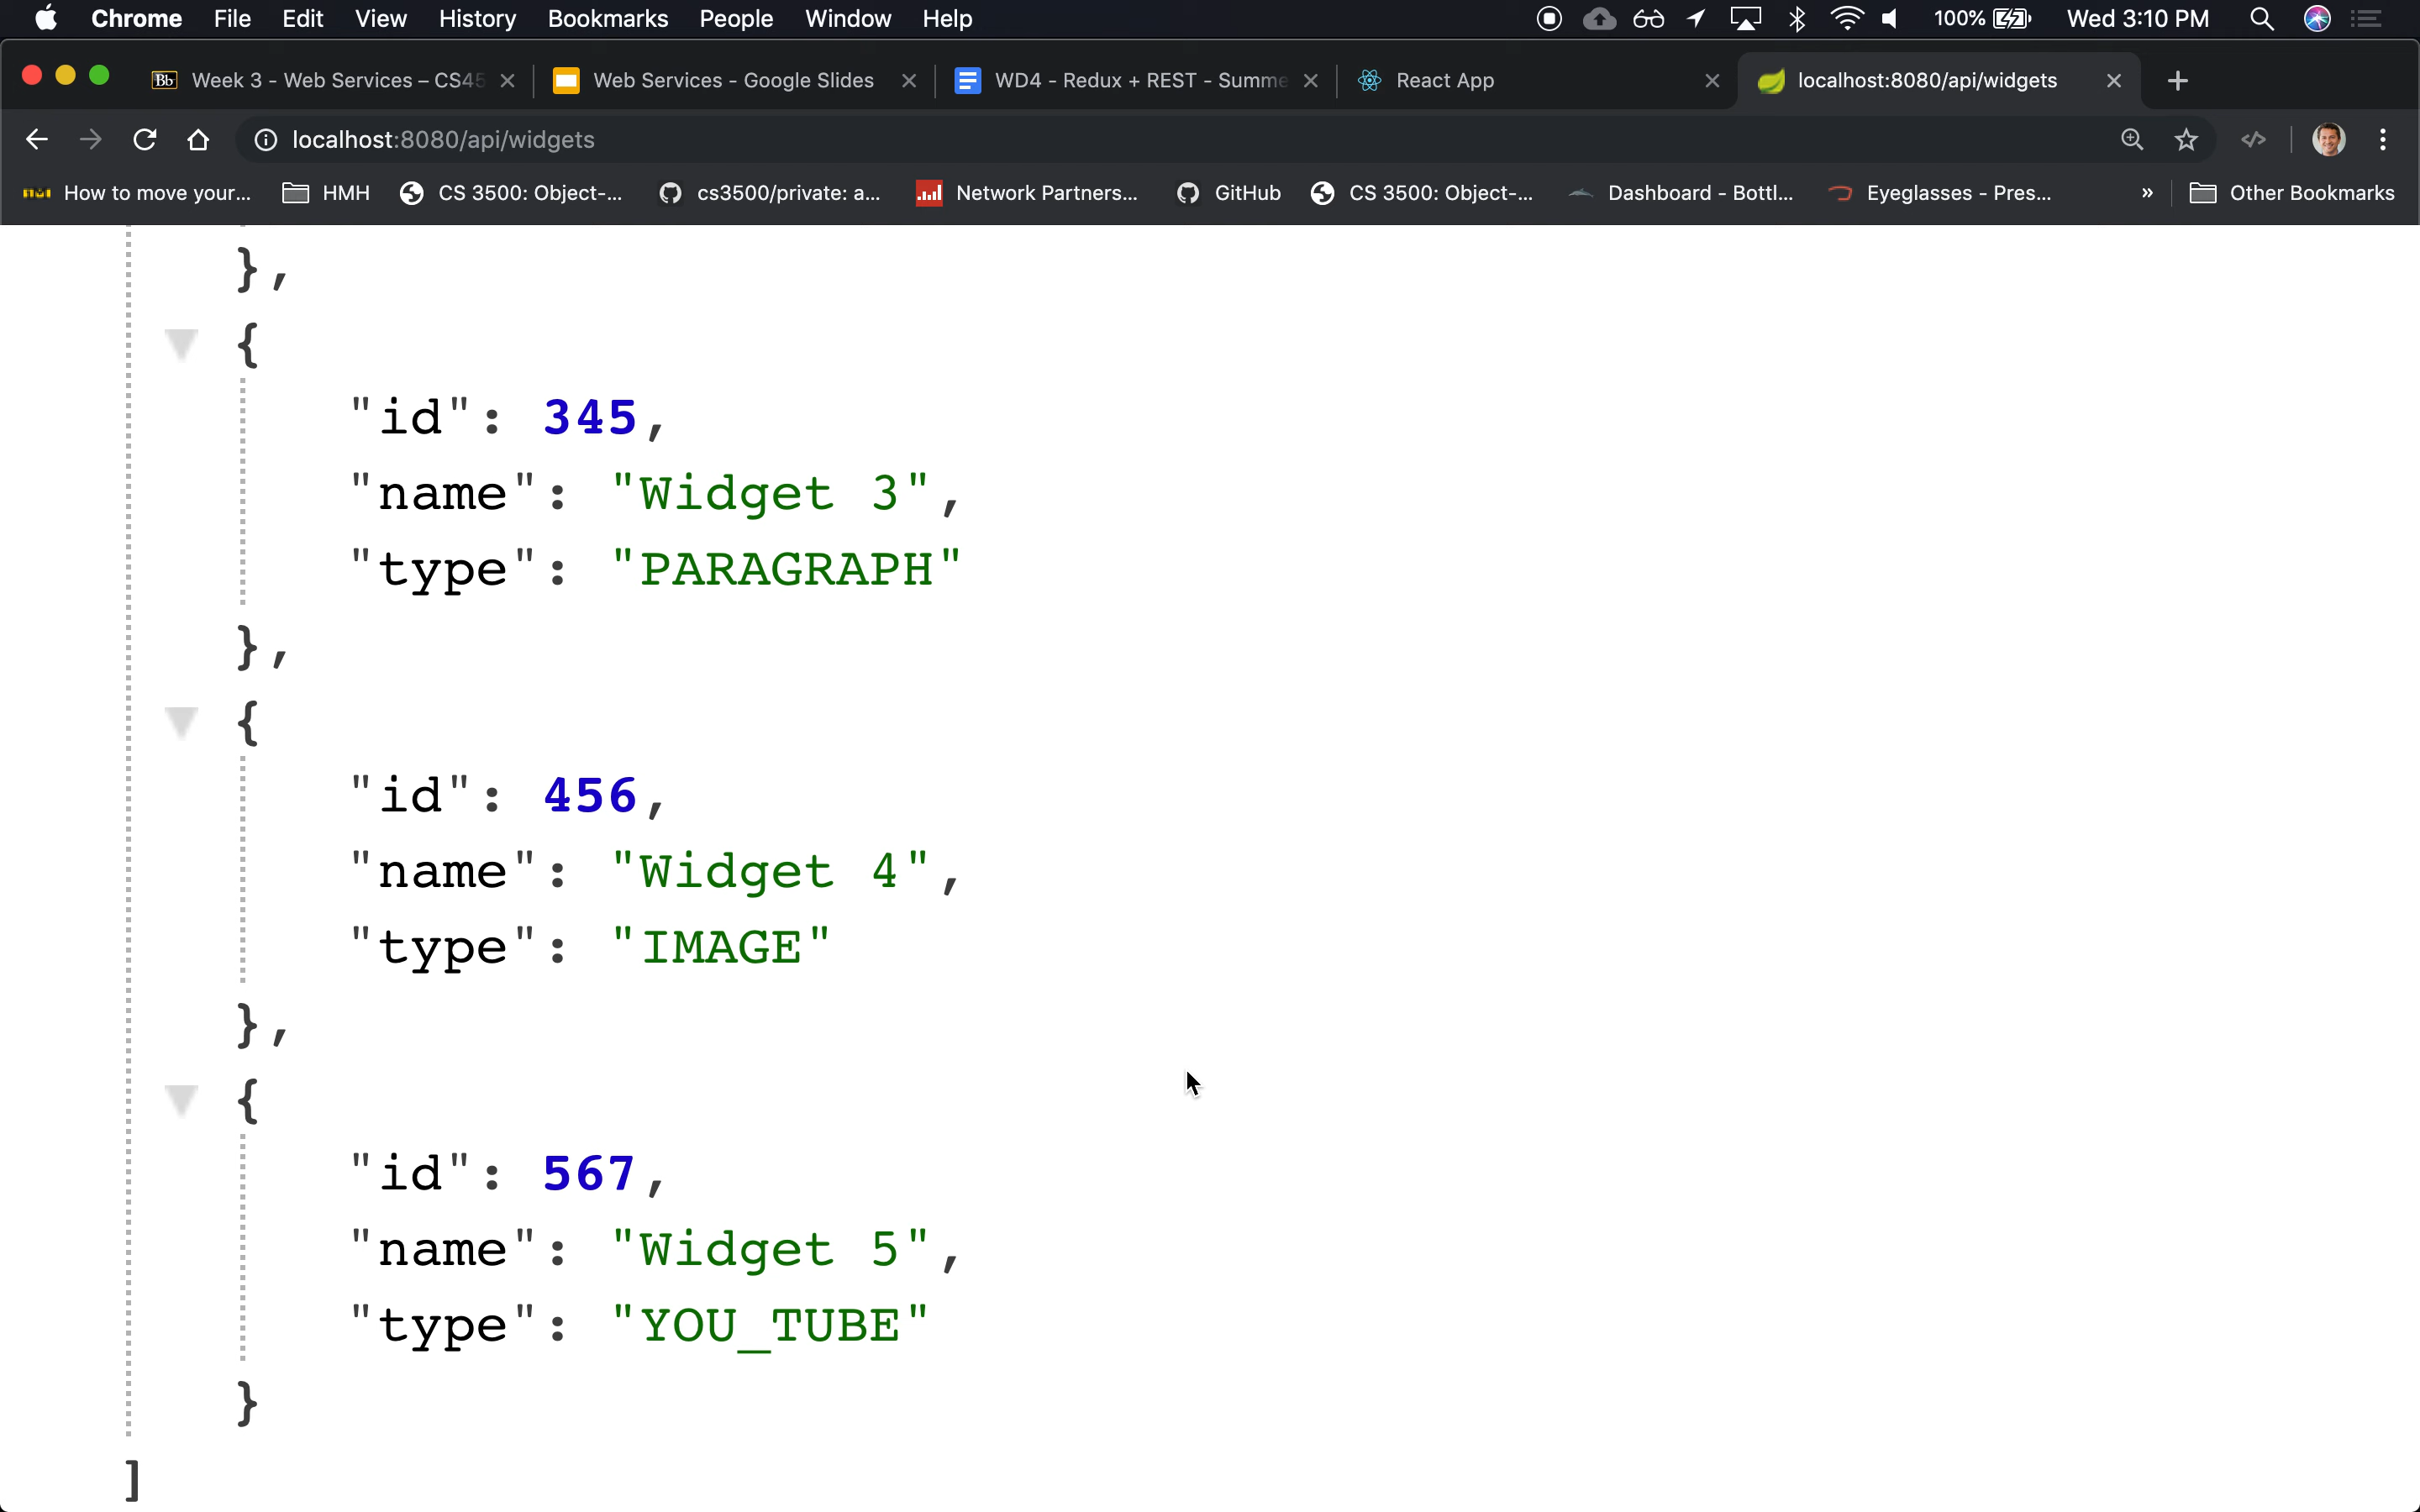 Chrome File Edit View History Bookmarks People Window Help 100% Wed 3:10 PM
Bb Week 3 - Web Services – CS45 Web Services - Google Slides WD4 - Redux + REST - Summe React App localhost:8080/api/widgets
localhost:8080/api/widgets
How to move your... HMH CS 3500: Object-... cs3500/private: a... Network Partners... GitHub CS 3500: Object-... Dashboard - Bottl... Eyeglasses - Pres... » Other Bookmarks
},
{
"id": 345,
"name": "Widget 3",
"type": "PARAGRAPH"
},
{
"id": 456,
"name": "Widget 4",
"type": "IMAGE"
},
{
"id": 567,
"name": "Widget 5",
"type": "YOU_TUBE"
}
]